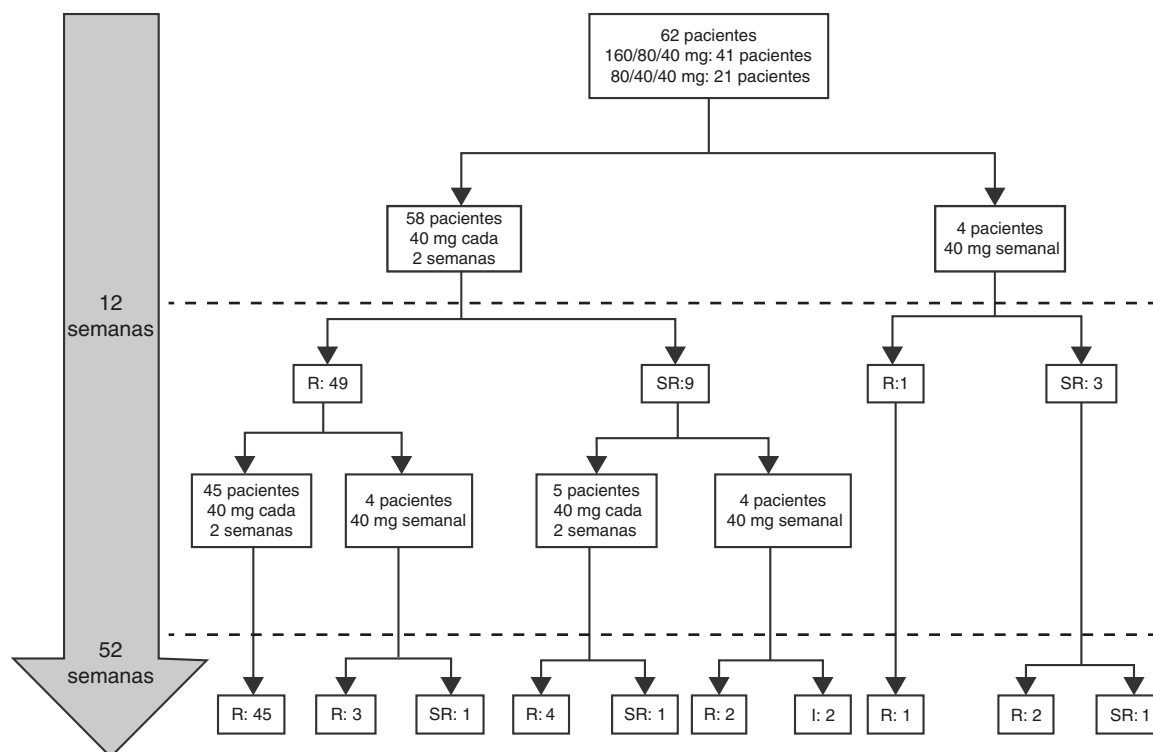 62 pacientes
160/80/40 mg: 41 pacientes
80/40/40 mg: 21 pacientes
58 pacientes
40 mg cada
2 semanas
4 pacientes
40 mg semanal
12
semanas
R: 49
SR:9
R:1
SR: 3
45 pacientes
40 mg cada
2 semanas
4 pacientes
40 mg semanal
5 pacientes
40 mg cada
2 semanas
4 pacientes
40 mg semanal
52
semanas
R: 45
R: 3
SR: 1
R: 4
SR: 1
R: 2
I: 2
R: 1
R: 2
SR: 1